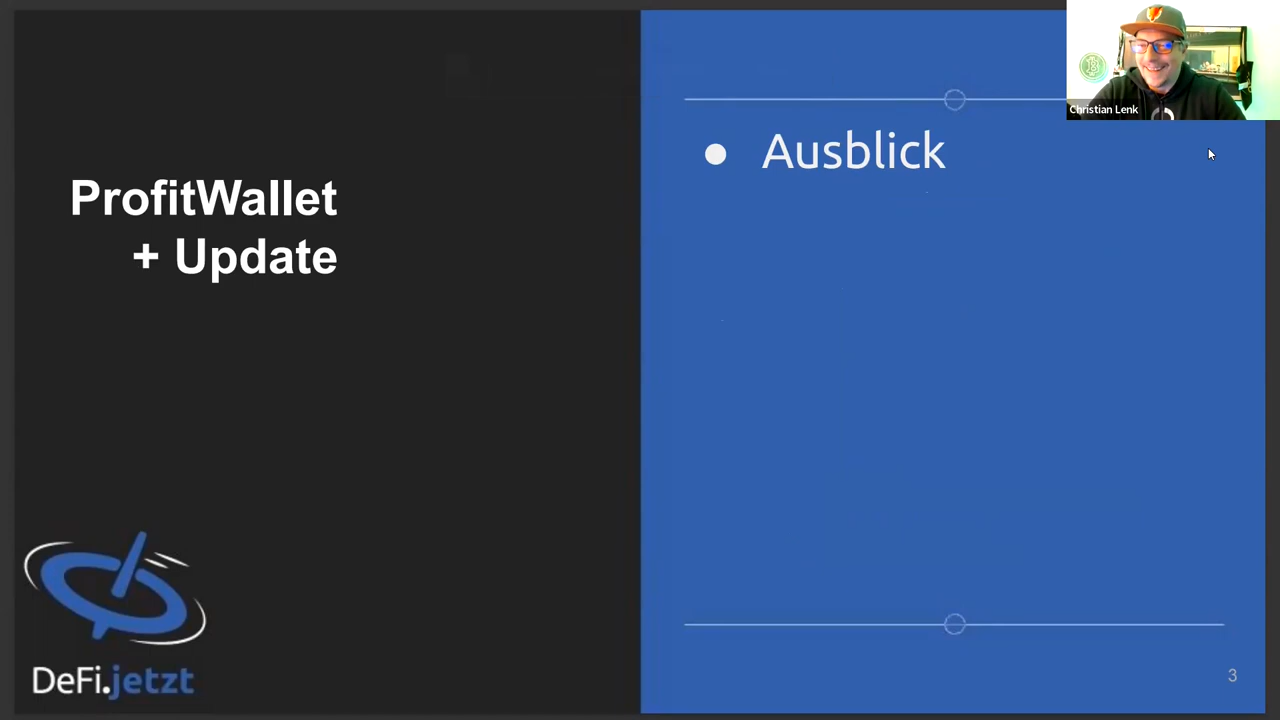 ProfitWallet
+ Update
● Ausblick
Christian Lenk
DeFi.jetzt
3